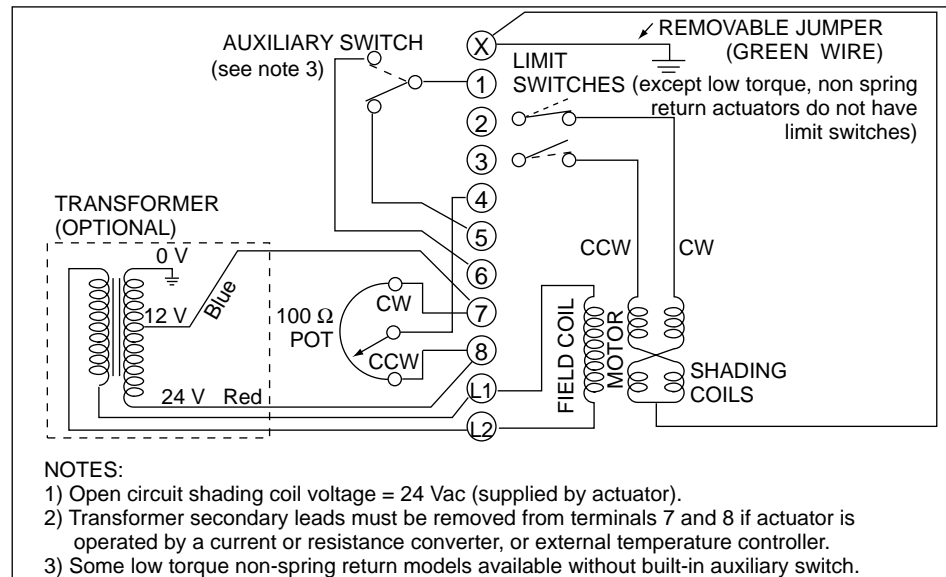 AUXILIARY SWITCH
(see note 3)
X
REMOVABLE JUMPER
(GREEN WIRE)
LIMIT
SWITCHES (except low torque, non spring
return actuators do not have
limit switches)
1
2
3
4
5
6
7
8
L1
L2
TRANSFORMER
(OPTIONAL)
0 V
12 V
Blue
24 V Red
100 Ω
POT
CW
CCW
CCW
CW
FIELD COIL
MOTOR
SHADING
COILS
NOTES:
1) Open circuit shading coil voltage = 24 Vac (supplied by actuator).
2) Transformer secondary leads must be removed from terminals 7 and 8 if actuator is
operated by a current or resistance converter, or external temperature controller.
3) Some low torque non-spring return models available without built-in auxiliary switch.